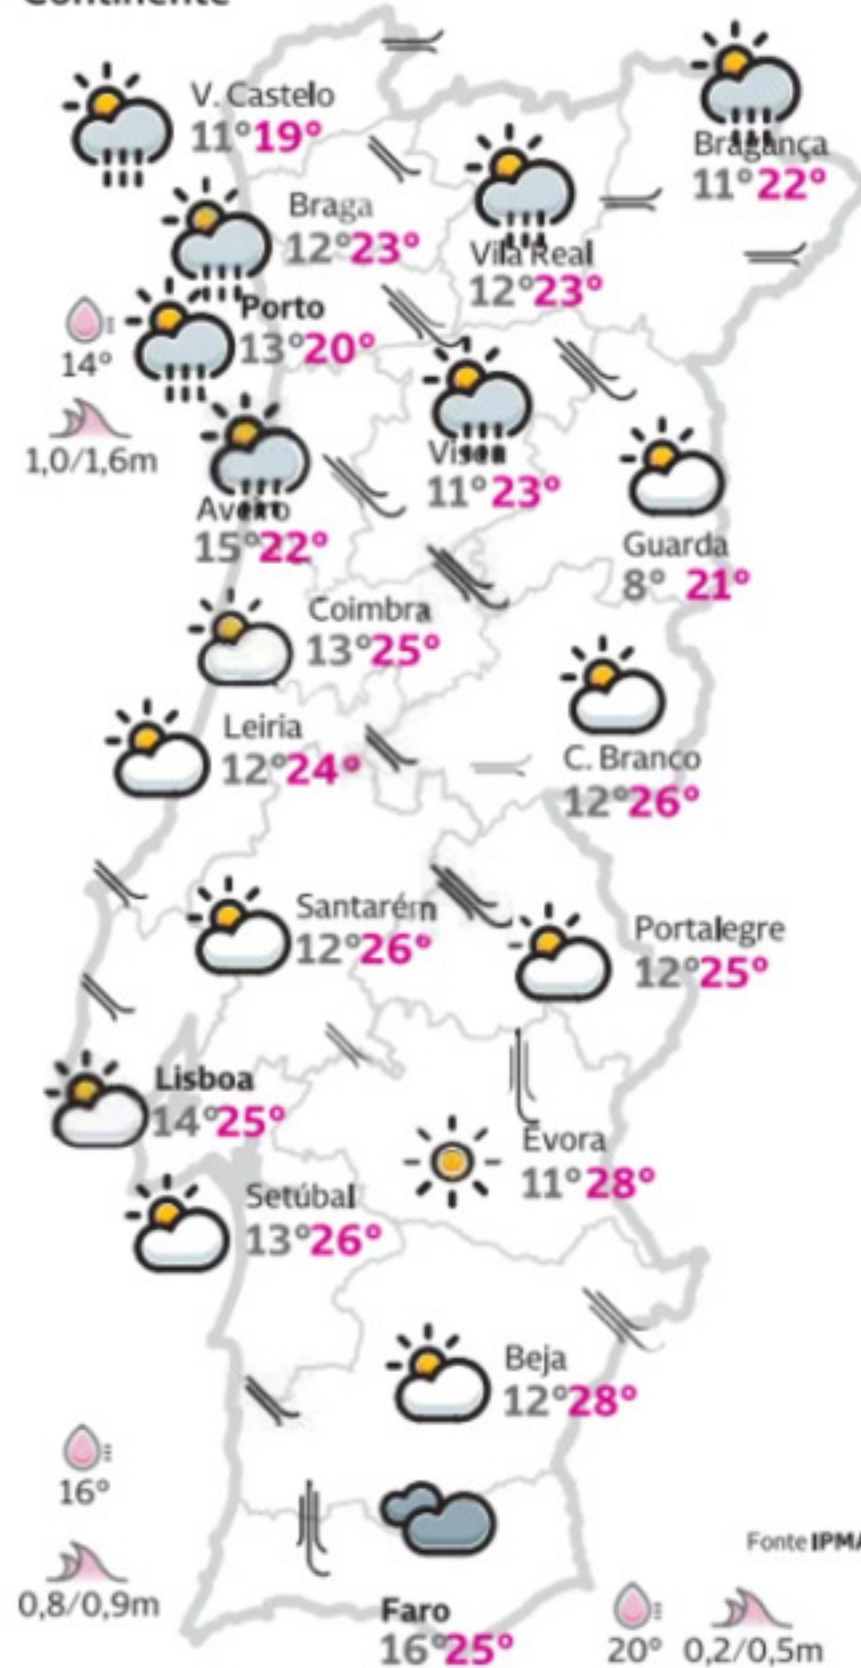 Continente
V. Castelo
11° 19°
Bragança
11° 22°
Braga
12° 23°
Vila Real
12° 23°
Porto
13° 20°
14°
1,0/1,6m
Viseu
11° 23°
Aveiro
15° 22°
Guarda
8° 21°
Coimbra
13° 25°
Leiria
12° 24°
C. Branco
12° 26°
Santarém
12° 26°
Portalegre
12° 25°
Lisboa
14° 25°
Évora
11° 28°
Setúbal
13° 26°
Beja
12° 28°
16°
0,8/0,9m
Fonte IPMA
Faro
16° 25°
20°
0,2/0,5m